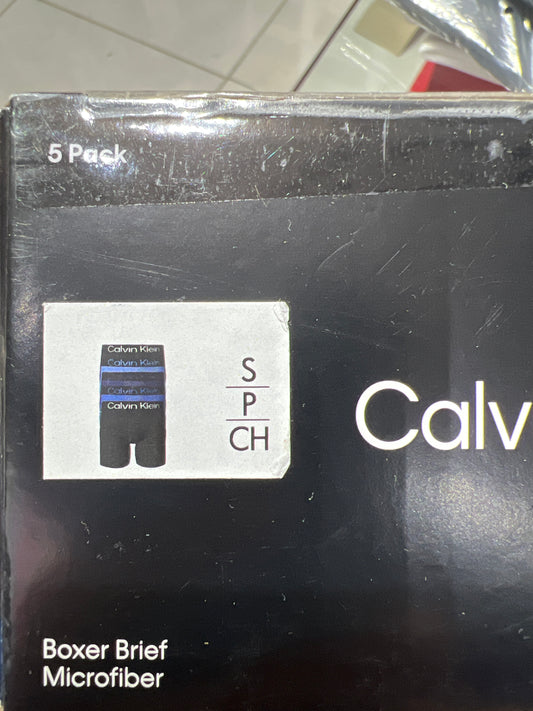 5 Pack
Calvin Klein
Calvin Klein
Calvin Klein
Calvin Klein
S
P
CH
Calv
Boxer Brief
Microfiber